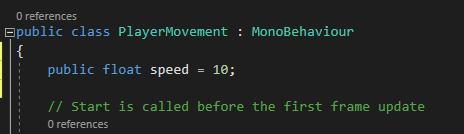 0 references
public class PlayerMovement : MonoBehaviour
{
public float speed = 10;
// Start is called before the first frame update
0 references